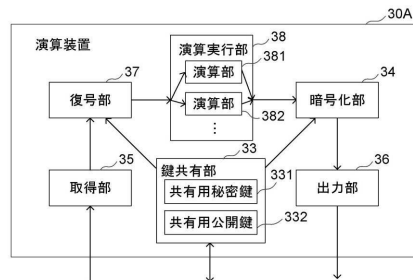 30A
演算装置
37
復号部
38
演算実行部
381
演算部
382
演算部
⋮
34
暗号化部
35
取得部
33
鍵共有部
331
共有用秘密鍵
332
共有用公開鍵
36
出力部